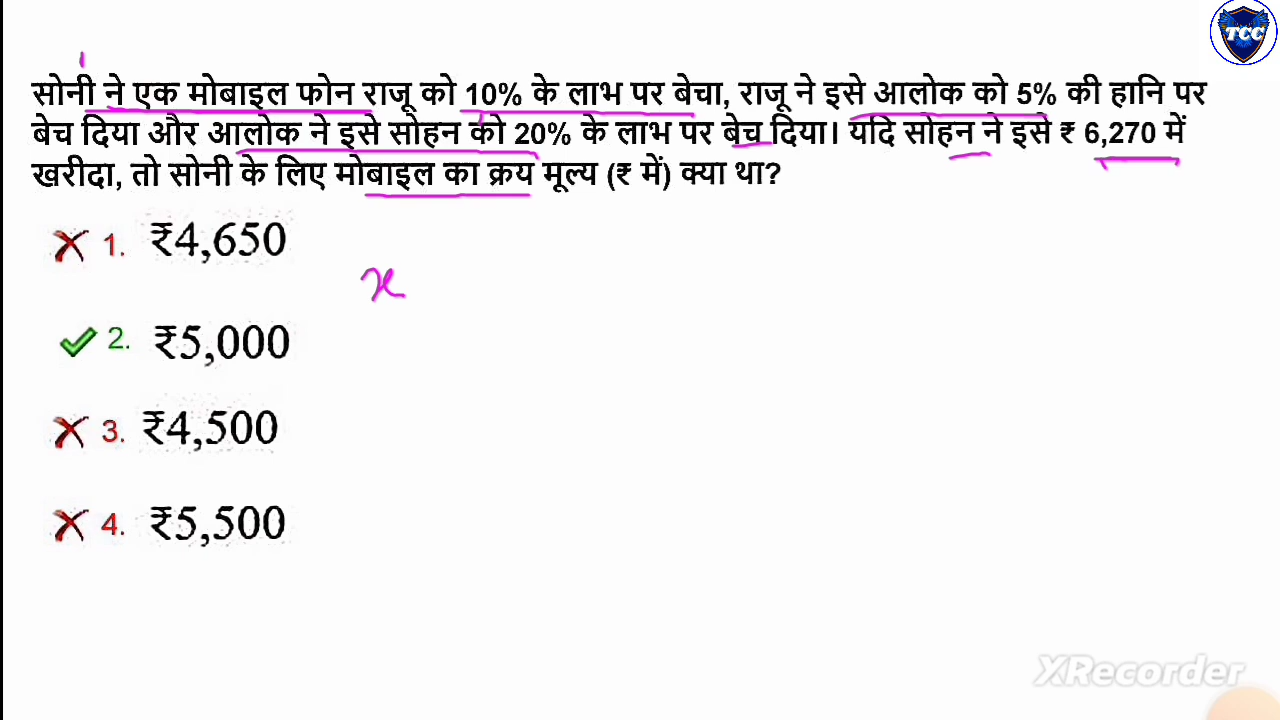 TCC
सोनी ने एक मोबाइल फोन राजू को 10% के लाभ पर बेचा, राजू ने इसे आलोक को 5% की हानि पर
बेच दिया और आलोक ने इसे सोहन को 20% के लाभ पर बेच दिया। यदि सोहन ने इसे ₹ 6,270 में
खरीदा, तो सोनी के लिए मोबाइल का क्रय मूल्य (₹ में) क्या था?
1. ₹4,650
x
2. ₹5,000
3. ₹4,500
4. ₹5,500
XRecorder